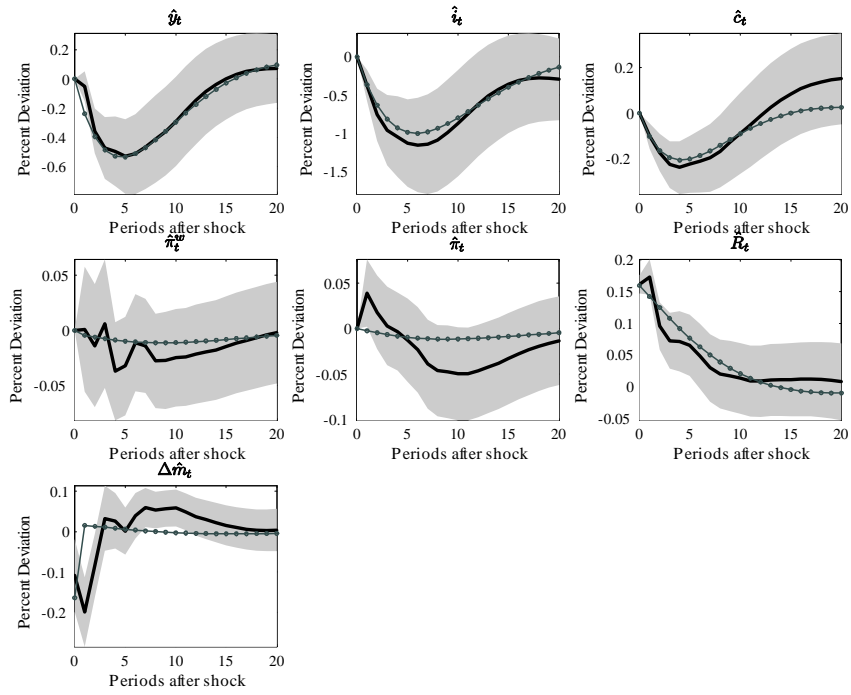 ŷₜ îₜ ĉₜ
Percent Deviation
0.2
0
-0.2
-0.4
-0.6
0 5 10 15 20
Periods after shock
Percent Deviation
0
-0.5
-1
-1.5
0 5 10 15 20
Periods after shock
Percent Deviation
0.2
0
-0.2
0 5 10 15 20
Periods after shock
π̂ₜʷ π̂ₜ R̂ₜ
Percent Deviation
0.05
0
-0.05
0 5 10 15 20
Periods after shock
Percent Deviation
0.05
0
-0.05
-0.1
0 5 10 15 20
Periods after shock
Percent Deviation
0.2
0.15
0.1
0.05
0
-0.05
0 5 10 15 20
Periods after shock
Δm̂ₜ
Percent Deviation
0.1
0
-0.1
-0.2
0 5 10 15 20
Periods after shock